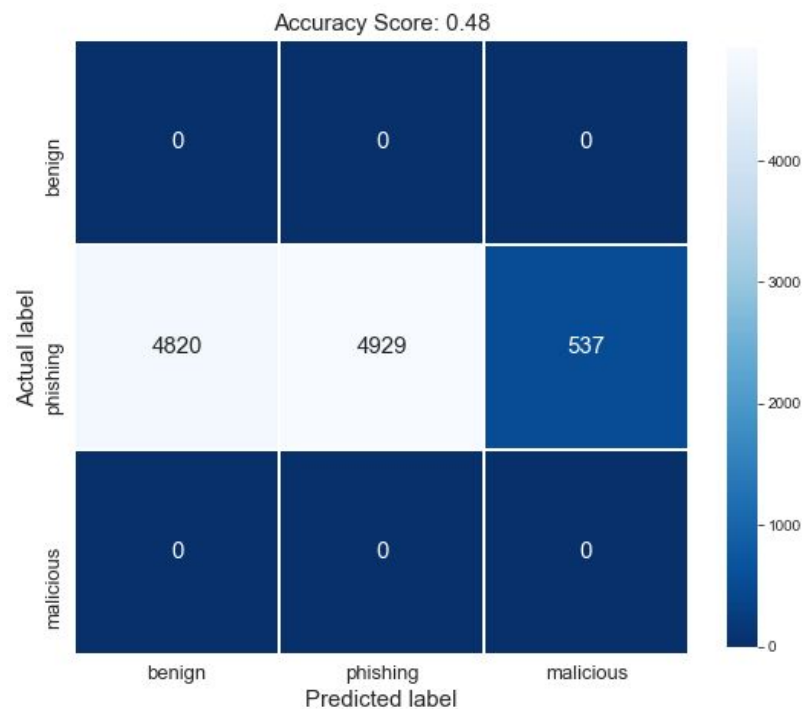 Accuracy Score: 0.48
benign
0
0
0
4000
3000
Actual label
phishing
4820
4929
537
2000
1000
malicious
0
0
0
0
benign
phishing
malicious
Predicted label